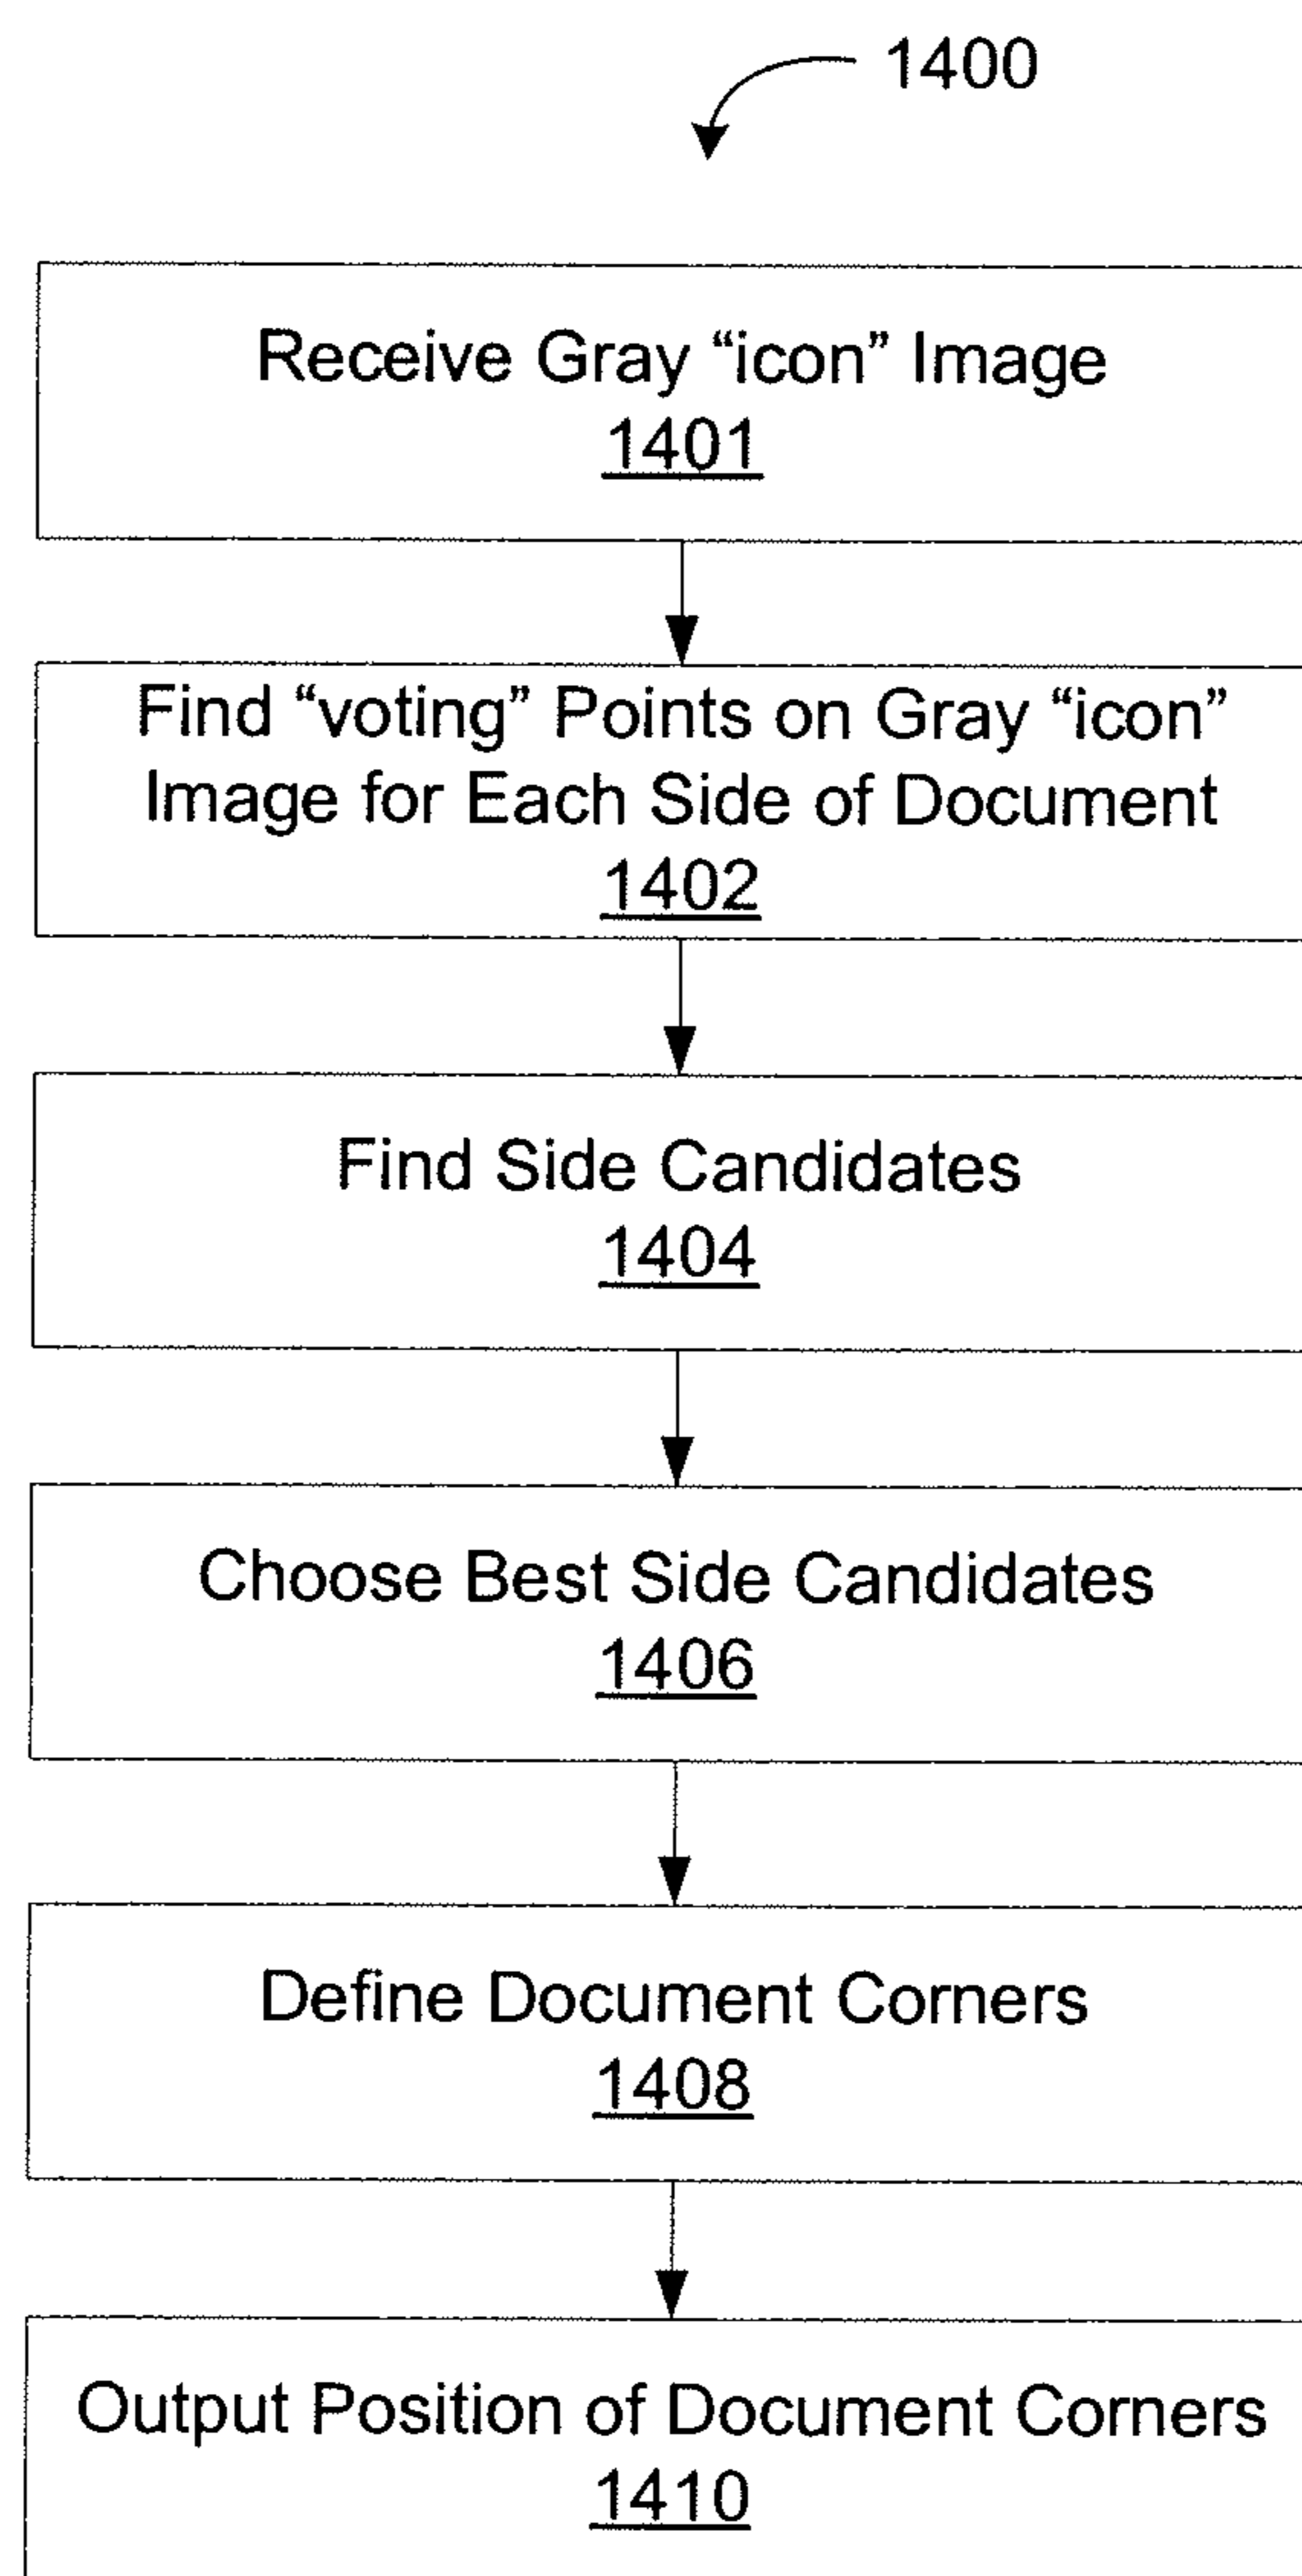 1400
Receive Gray “icon” Image
1401
Find “voting” Points on Gray “icon”
Image for Each Side of Document
1402
Find Side Candidates
1404
Choose Best Side Candidates
1406
Define Document Corners
1408
Output Position of Document Corners
1410